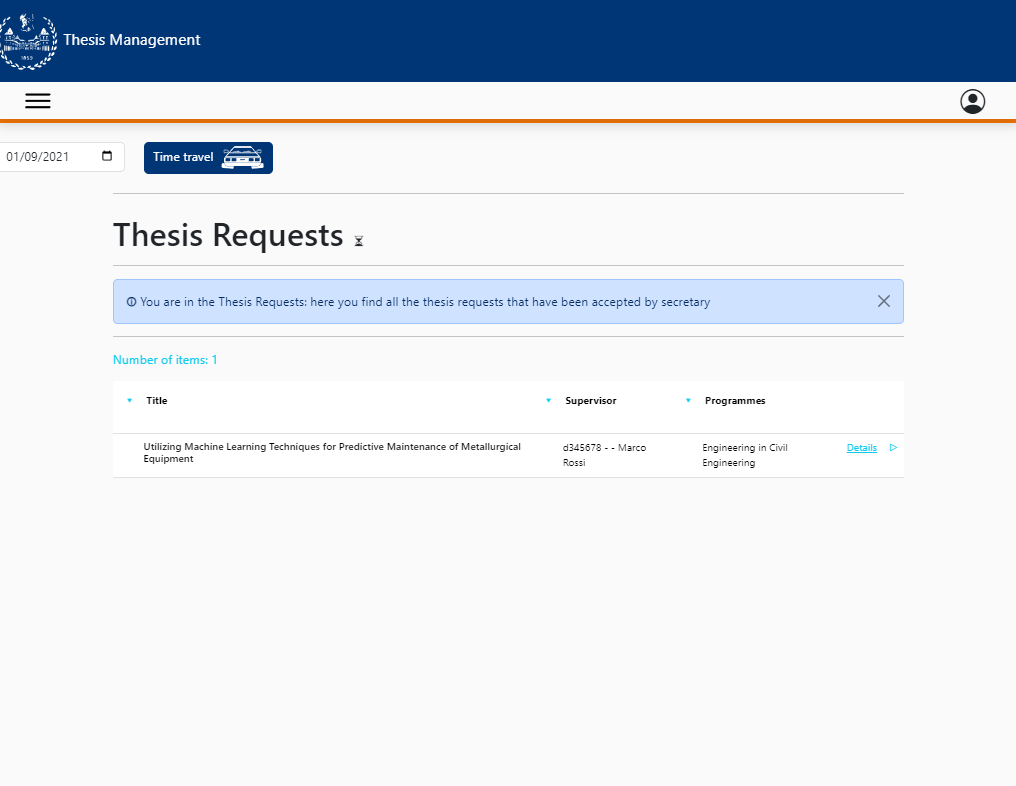 1859
Thesis Management
01/09/2021
Time travel
Thesis Requests
You are in the Thesis Requests: here you find all the thesis requests that have been accepted by secretary
Number of items: 1
Title Supervisor Programmes
Utilizing Machine Learning Techniques for Predictive Maintenance of Metallurgical
Equipment
d345678 - - Marco
Rossi
Engineering in Civil
Engineering
Details